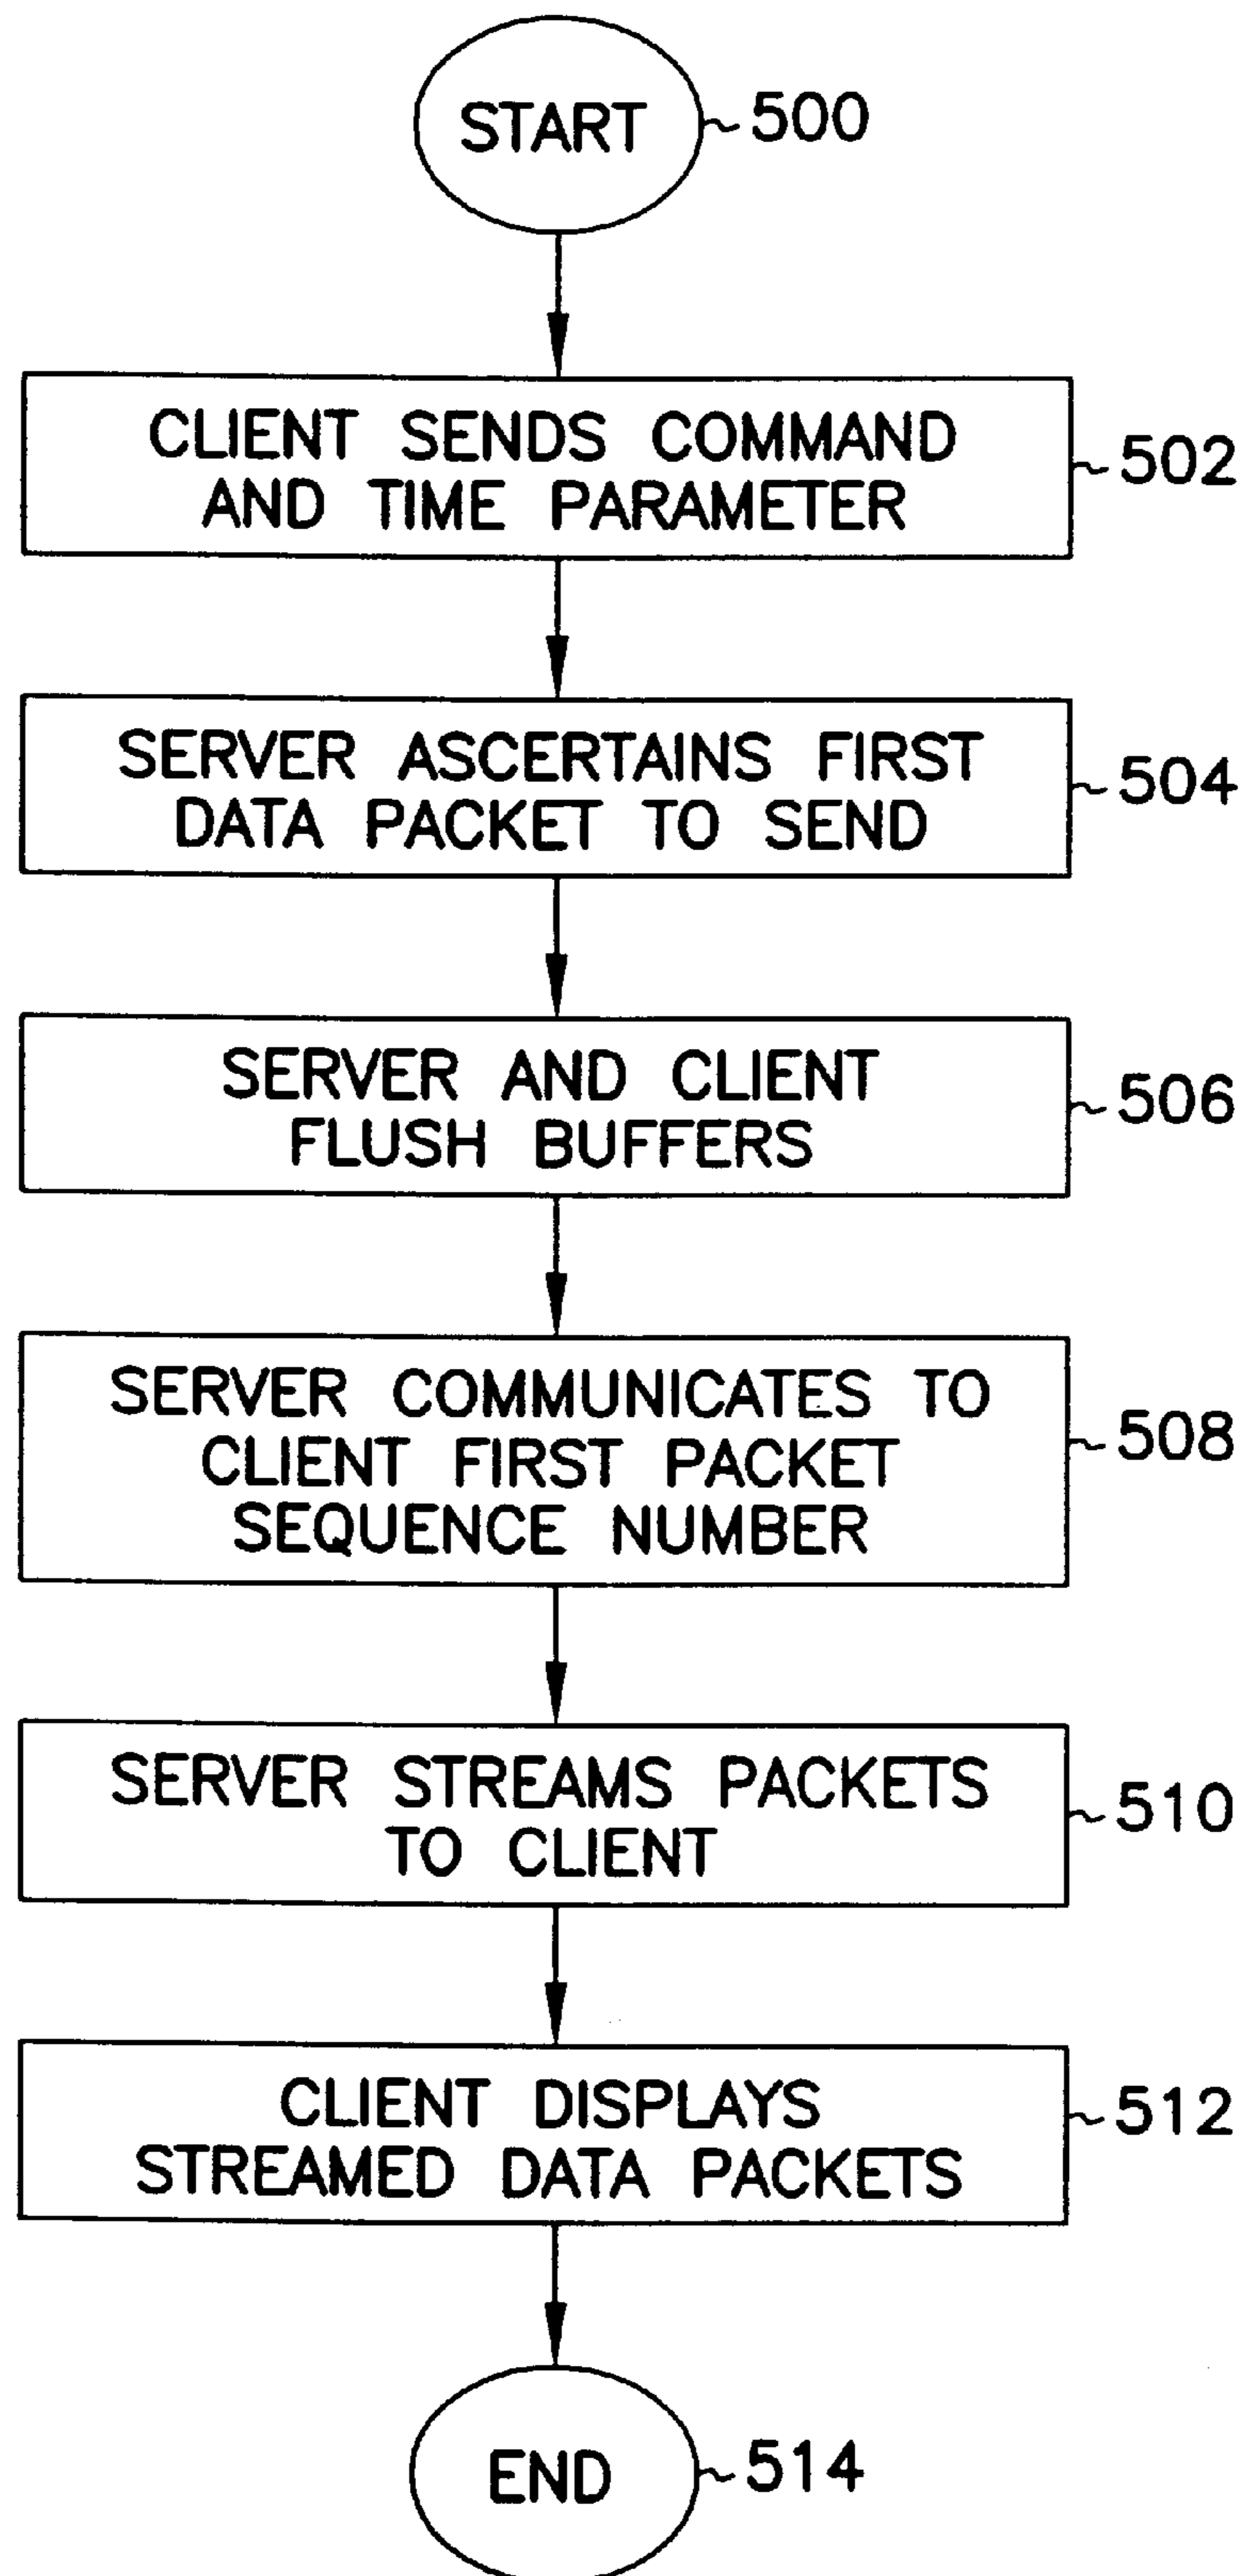 START
500
CLIENT SENDS COMMAND
AND TIME PARAMETER
502
SERVER ASCERTAINS FIRST
DATA PACKET TO SEND
504
SERVER AND CLIENT
FLUSH BUFFERS
506
SERVER COMMUNICATES TO
CLIENT FIRST PACKET
SEQUENCE NUMBER
508
SERVER STREAMS PACKETS
TO CLIENT
510
CLIENT DISPLAYS
STREAMED DATA PACKETS
512
END
514